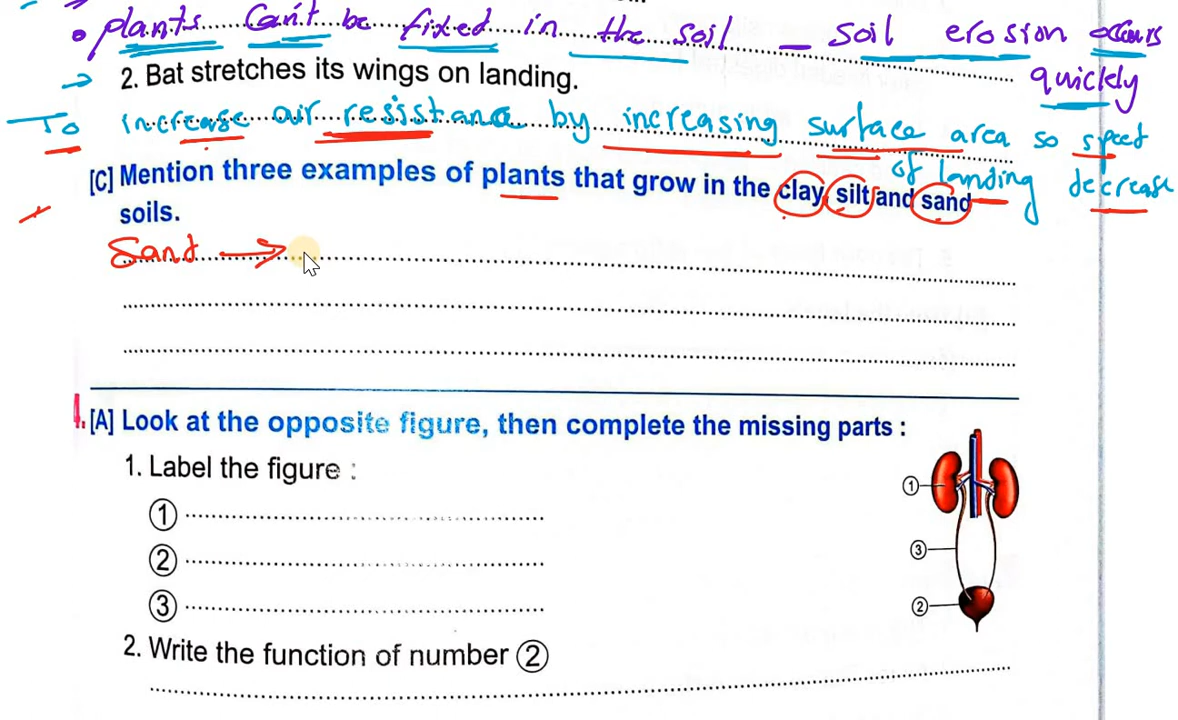 • plants can't be fixed in the soil – soil erosion occurs
quickly
→ 2. Bat stretches its wings on landing.
To increase air resistance by increasing surface area so speed
of landing decrease
[C] Mention three examples of plants that grow in the clay, silt and sand
soils.
Sand →
4. [A] Look at the opposite figure, then complete the missing parts :
1. Label the figure :
①
②
③
2. Write the function of number ②
①
③
②